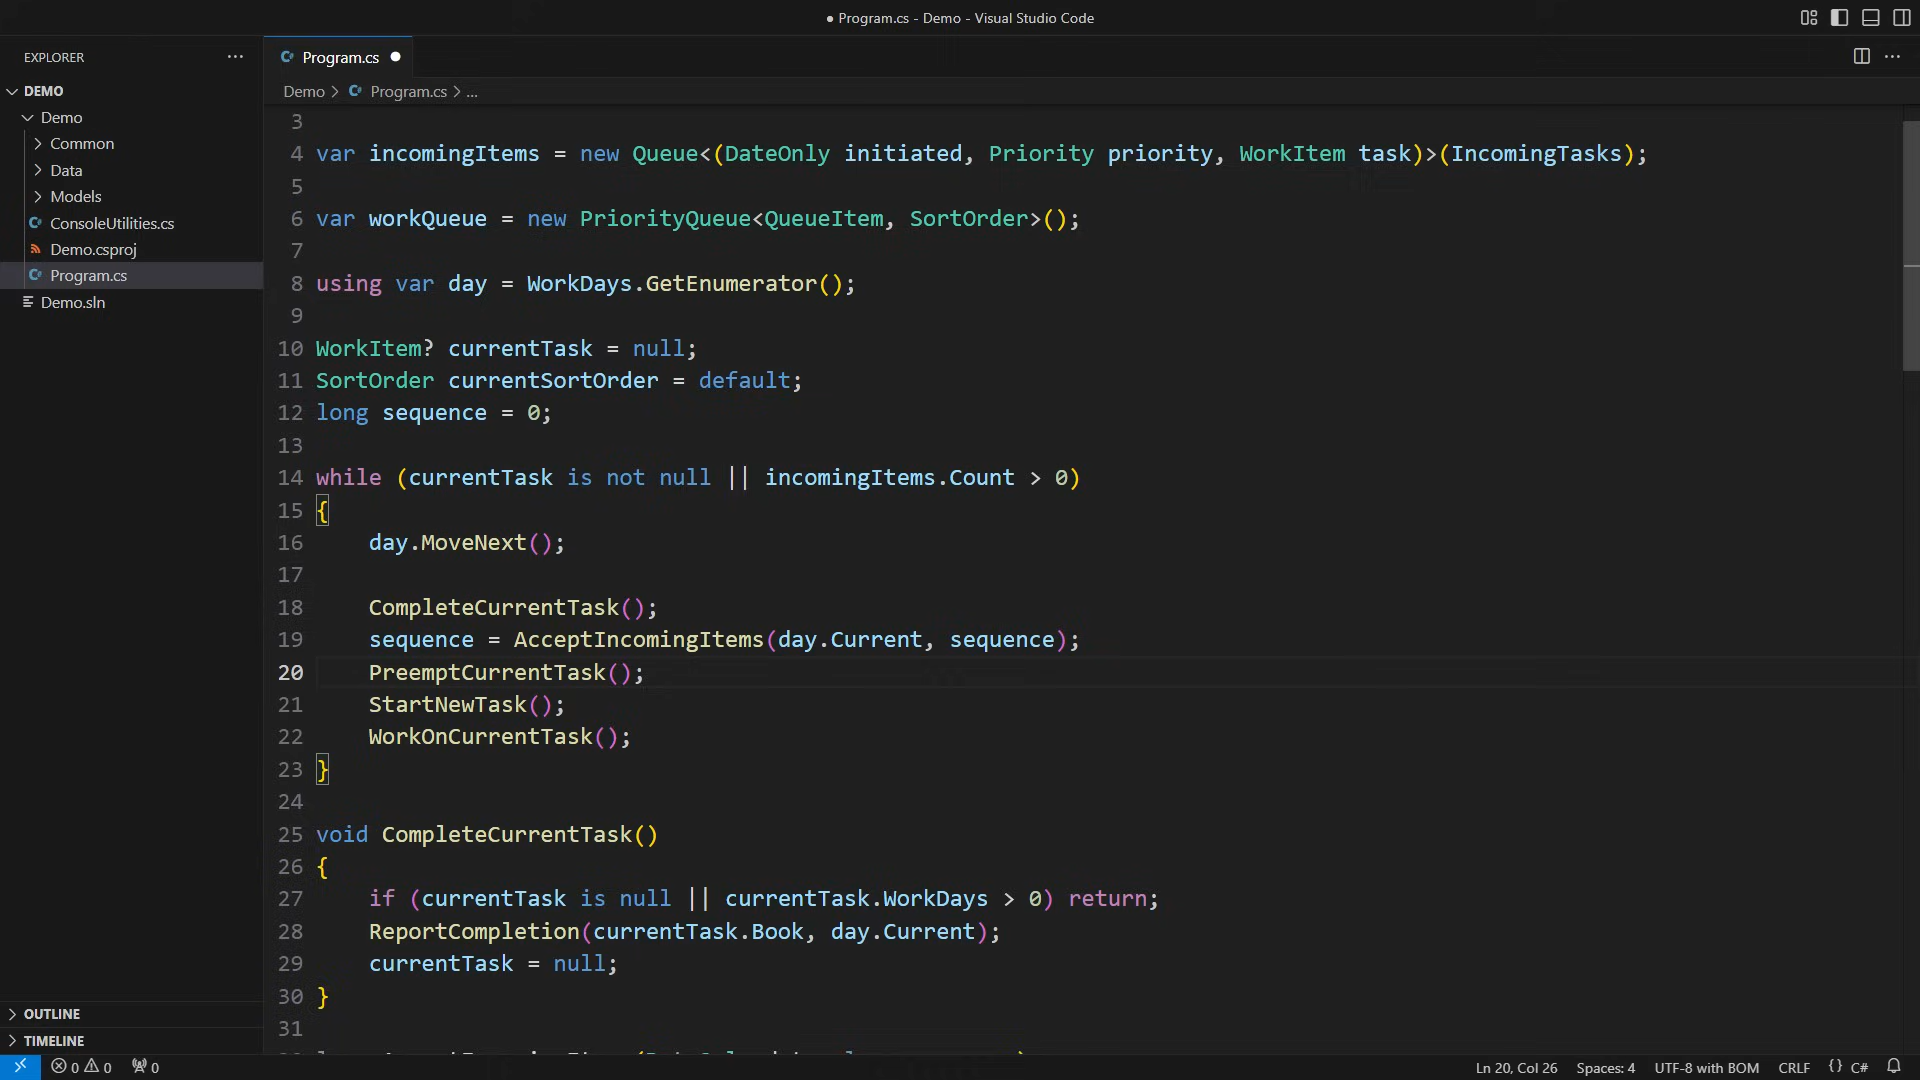 ● Program.cs - Demo - Visual Studio Code
EXPLORER
DEMO
Demo
Common
Data
Models
ConsoleUtilities.cs
Demo.csproj
Program.cs
Demo.sln
OUTLINE
TIMELINE
Program.cs
Demo > Program.cs > ...
3
4 var incomingItems = new Queue<(DateOnly initiated, Priority priority, WorkItem task)>(IncomingTasks);
5
6 var workQueue = new PriorityQueue<QueueItem, SortOrder>();
7
8 using var day = WorkDays.GetEnumerator();
9
10 WorkItem? currentTask = null;
11 SortOrder currentSortOrder = default;
12 long sequence = 0;
13
14 while (currentTask is not null || incomingItems.Count > 0)
15 {
16     day.MoveNext();
17
18     CompleteCurrentTask();
19     sequence = AcceptIncomingItems(day.Current, sequence);
20     PreemptCurrentTask();
21     StartNewTask();
22     WorkOnCurrentTask();
23 }
24
25 void CompleteCurrentTask()
26 {
27     if (currentTask is null || currentTask.WorkDays > 0) return;
28     ReportCompletion(currentTask.Book, day.Current);
29     currentTask = null;
30 }
31
0 0 0
Ln 20, Col 26 Spaces: 4 UTF-8 with BOM CRLF {} C#